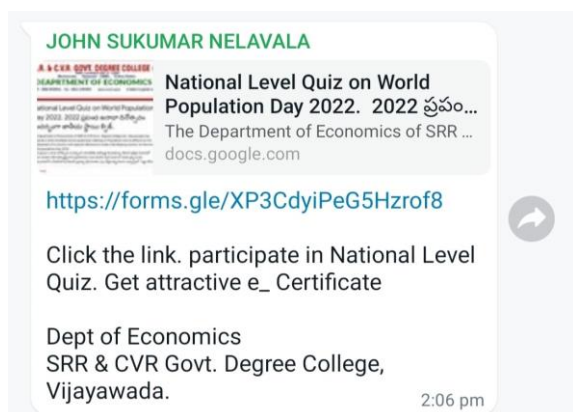 JOHN SUKUMAR NELAVALA
National Level Quiz on World
Population Day 2022. 2022 ప్రపం...
The Department of Economics of SRR ...
docs.google.com
https://forms.gle/XP3CdyiPeG5Hzrof8
Click the link. participate in National Level
Quiz. Get attractive e_ Certificate
Dept of Economics
SRR & CVR Govt. Degree College,
Vijayawada.
2:06 pm